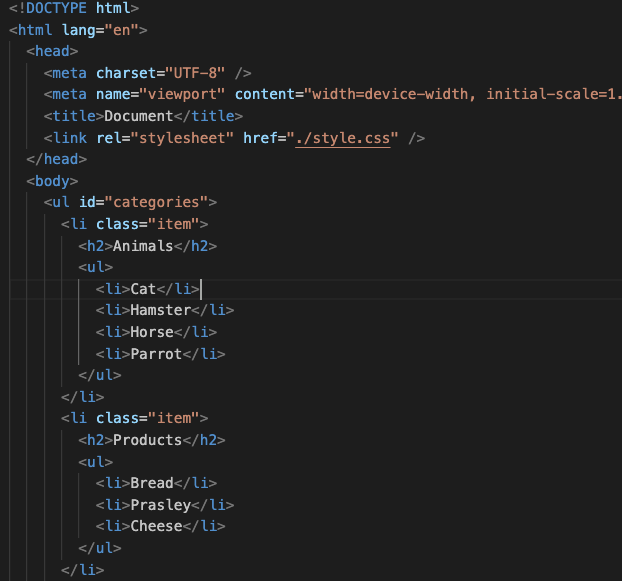 <!DOCTYPE html>
<html lang="en">
<head>
<meta charset="UTF-8" />
<meta name="viewport" content="width=device-width, initial-scale=1.
<title>Document</title>
<link rel="stylesheet" href="./style.css" />
</head>
<body>
<ul id="categories">
<li class="item">
<h2>Animals</h2>
<ul>
<li>Cat</li>
<li>Hamster</li>
<li>Horse</li>
<li>Parrot</li>
</ul>
</li>
<li class="item">
<h2>Products</h2>
<ul>
<li>Bread</li>
<li>Prasley</li>
<li>Cheese</li>
</ul>
</li>